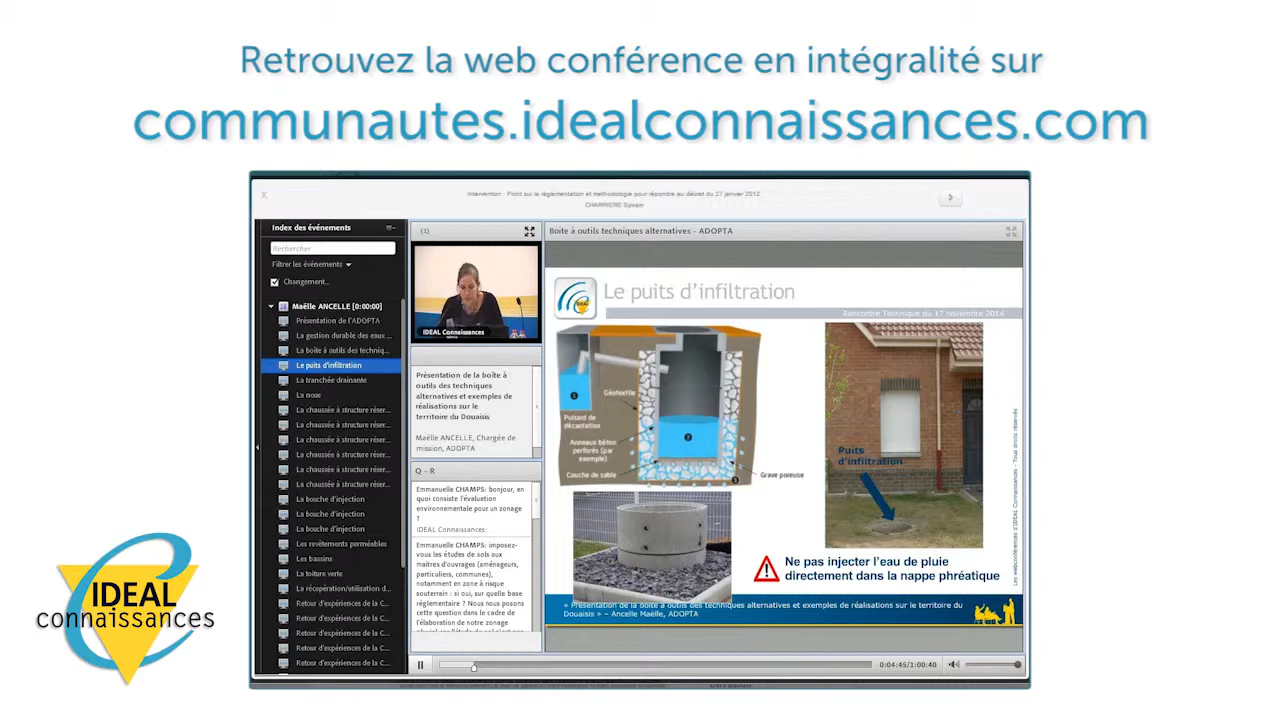 Retrouvez la web conférence en intégralité sur
communautes.idealconnaissances.com
X
Intervention : Point sur la réglementation et méthodologie pour répondre au décret du 27 janvier 2012
CHARRIERE Sylvain
Index des événements
Rechercher
Filtrer les événements
Changement...
Maëlle ANCELLE [0:00:00]
Présentation de l'ADOPTA
La gestion durable des eaux ...
La boîte à outils des techniq...
Le puits d'infiltration
La tranchée drainante
La noue
La chaussée à structure réser...
La chaussée à structure réser...
La chaussée à structure réser...
La chaussée à structure réser...
La chaussée à structure réser...
La chaussée à structure réser...
La bouche d'injection
La bouche d'injection
La bouche d'injection
Les revêtements perméables
Les bassins
La toiture verte
La récupération/utilisation d...
Retour d'expériences de la C...
Retour d'expériences de la C...
Retour d'expériences de la C...
Retour d'expériences de la C...
Retour d'expériences de la C...
(1)
IDEAL Connaissances
Présentation de la boîte à
outils des techniques
alternatives et exemples de
réalisations sur le
territoire du Douaisis
Maëlle ANCELLE, Chargée de
mission, ADOPTA
Q - R
Emmanuelle CHAMPS: bonjour, en
quoi consiste l'évaluation
environnementale pour un zonage
?
iDEAL Connaissances:
Emmanuelle CHAMPS: imposez-
vous les études de sols aux
maitres d'ouvrages (aménageurs,
particuliers, communes),
notamment en zone à risque
souterrain : si oui, sur quelle base
réglementaire ? Nous nous posons
cette question dans le cadre de
l'élaboration de notre zonage
Boite à outils techniques alternatives - ADOPTA
IDEAL
Le puits d'infiltration
Rencontre Technique du 17 novembre 2014
1
Puisard de
décantation
Géotextile
2
Anneaux béton
perforés (par
exemple)
Couche de sable
3
Grave poreuse
Puits
d'infiltration
Ne pas injecter l'eau de pluie
directement dans la nappe phréatique
Les webconférences d'IDEAL Connaissances - Tous droits réservés
« Présentation de la boîte à outils des techniques alternatives et exemples de réalisations sur le territoire du
Douaisis » – Ancelle Maëlle, ADOPTA
0:04:45/1:00:40
IDEAL
connaissances